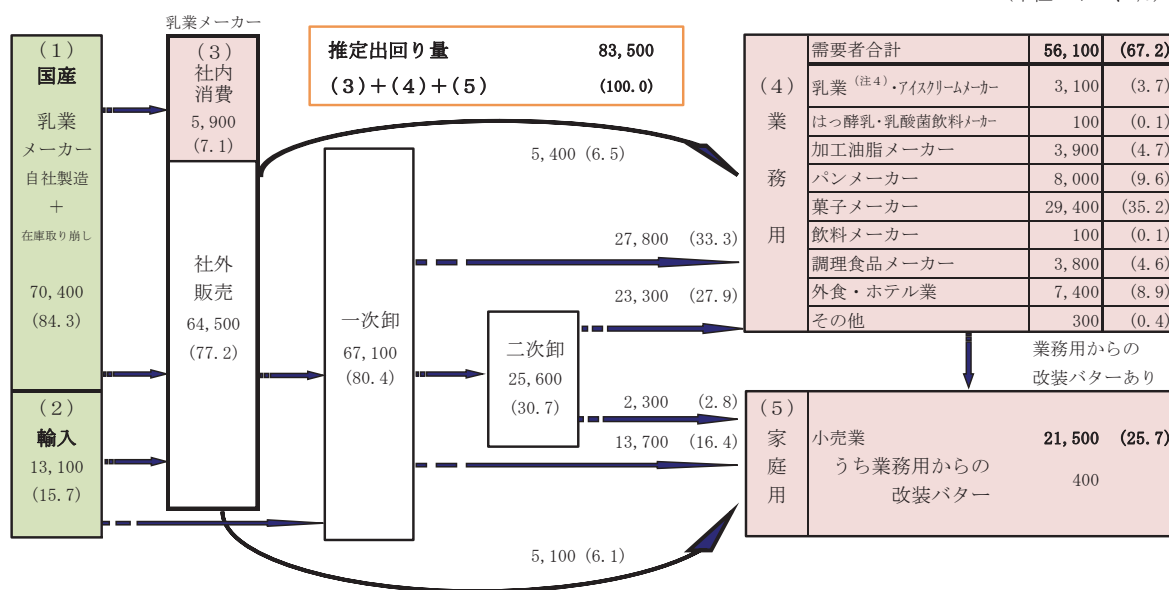 乳業メーカー
(1)
国産
乳業
メーカー
自社製造
+
在庫取り崩し
70,400
(84.3)
(2)
輸入
13,100
(15.7)
(3)
社内
消費
5,900
(7.1)
社外
販売
64,500
(77.2)
推定出回り量 83,500
(3)+(4)+(5) (100.0)
一次卸
67,100
(80.4)
二次卸
25,600
(30.7)
5,400 (6.5)
27,800 (33.3)
23,300 (27.9)
2,300 (2.8)
13,700 (16.4)
5,100 (6.1)
(4)
業
務
用
需要者合計 56,100 (67.2)
乳業(注4)・アイスクリームメーカー 3,100 (3.7)
はっ酵乳・乳酸菌飲料メーカー 100 (0.1)
加工油脂メーカー 3,900 (4.7)
パンメーカー 8,000 (9.6)
菓子メーカー 29,400 (35.2)
飲料メーカー 100 (0.1)
調理食品メーカー 3,800 (4.6)
外食・ホテル業 7,400 (8.9)
その他 300 (0.4)
業務用からの
改装バターあり
(5)
家
庭
用
小売業 21,500 (25.7)
うち業務用からの
改装バター 400